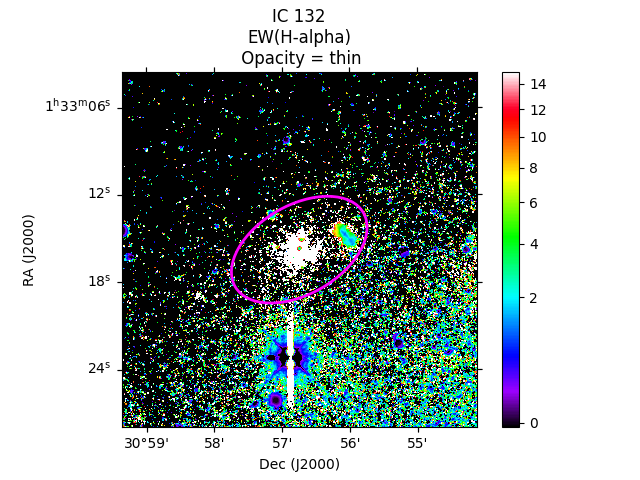 IC 132
EW(H-alpha)
Opacity = thin
1ʰ33ᵐ06ˢ
12ˢ
18ˢ
24ˢ
RA (J2000)
30°59'
58'
57'
56'
55'
Dec (J2000)
14
12
10
8
6
4
2
0